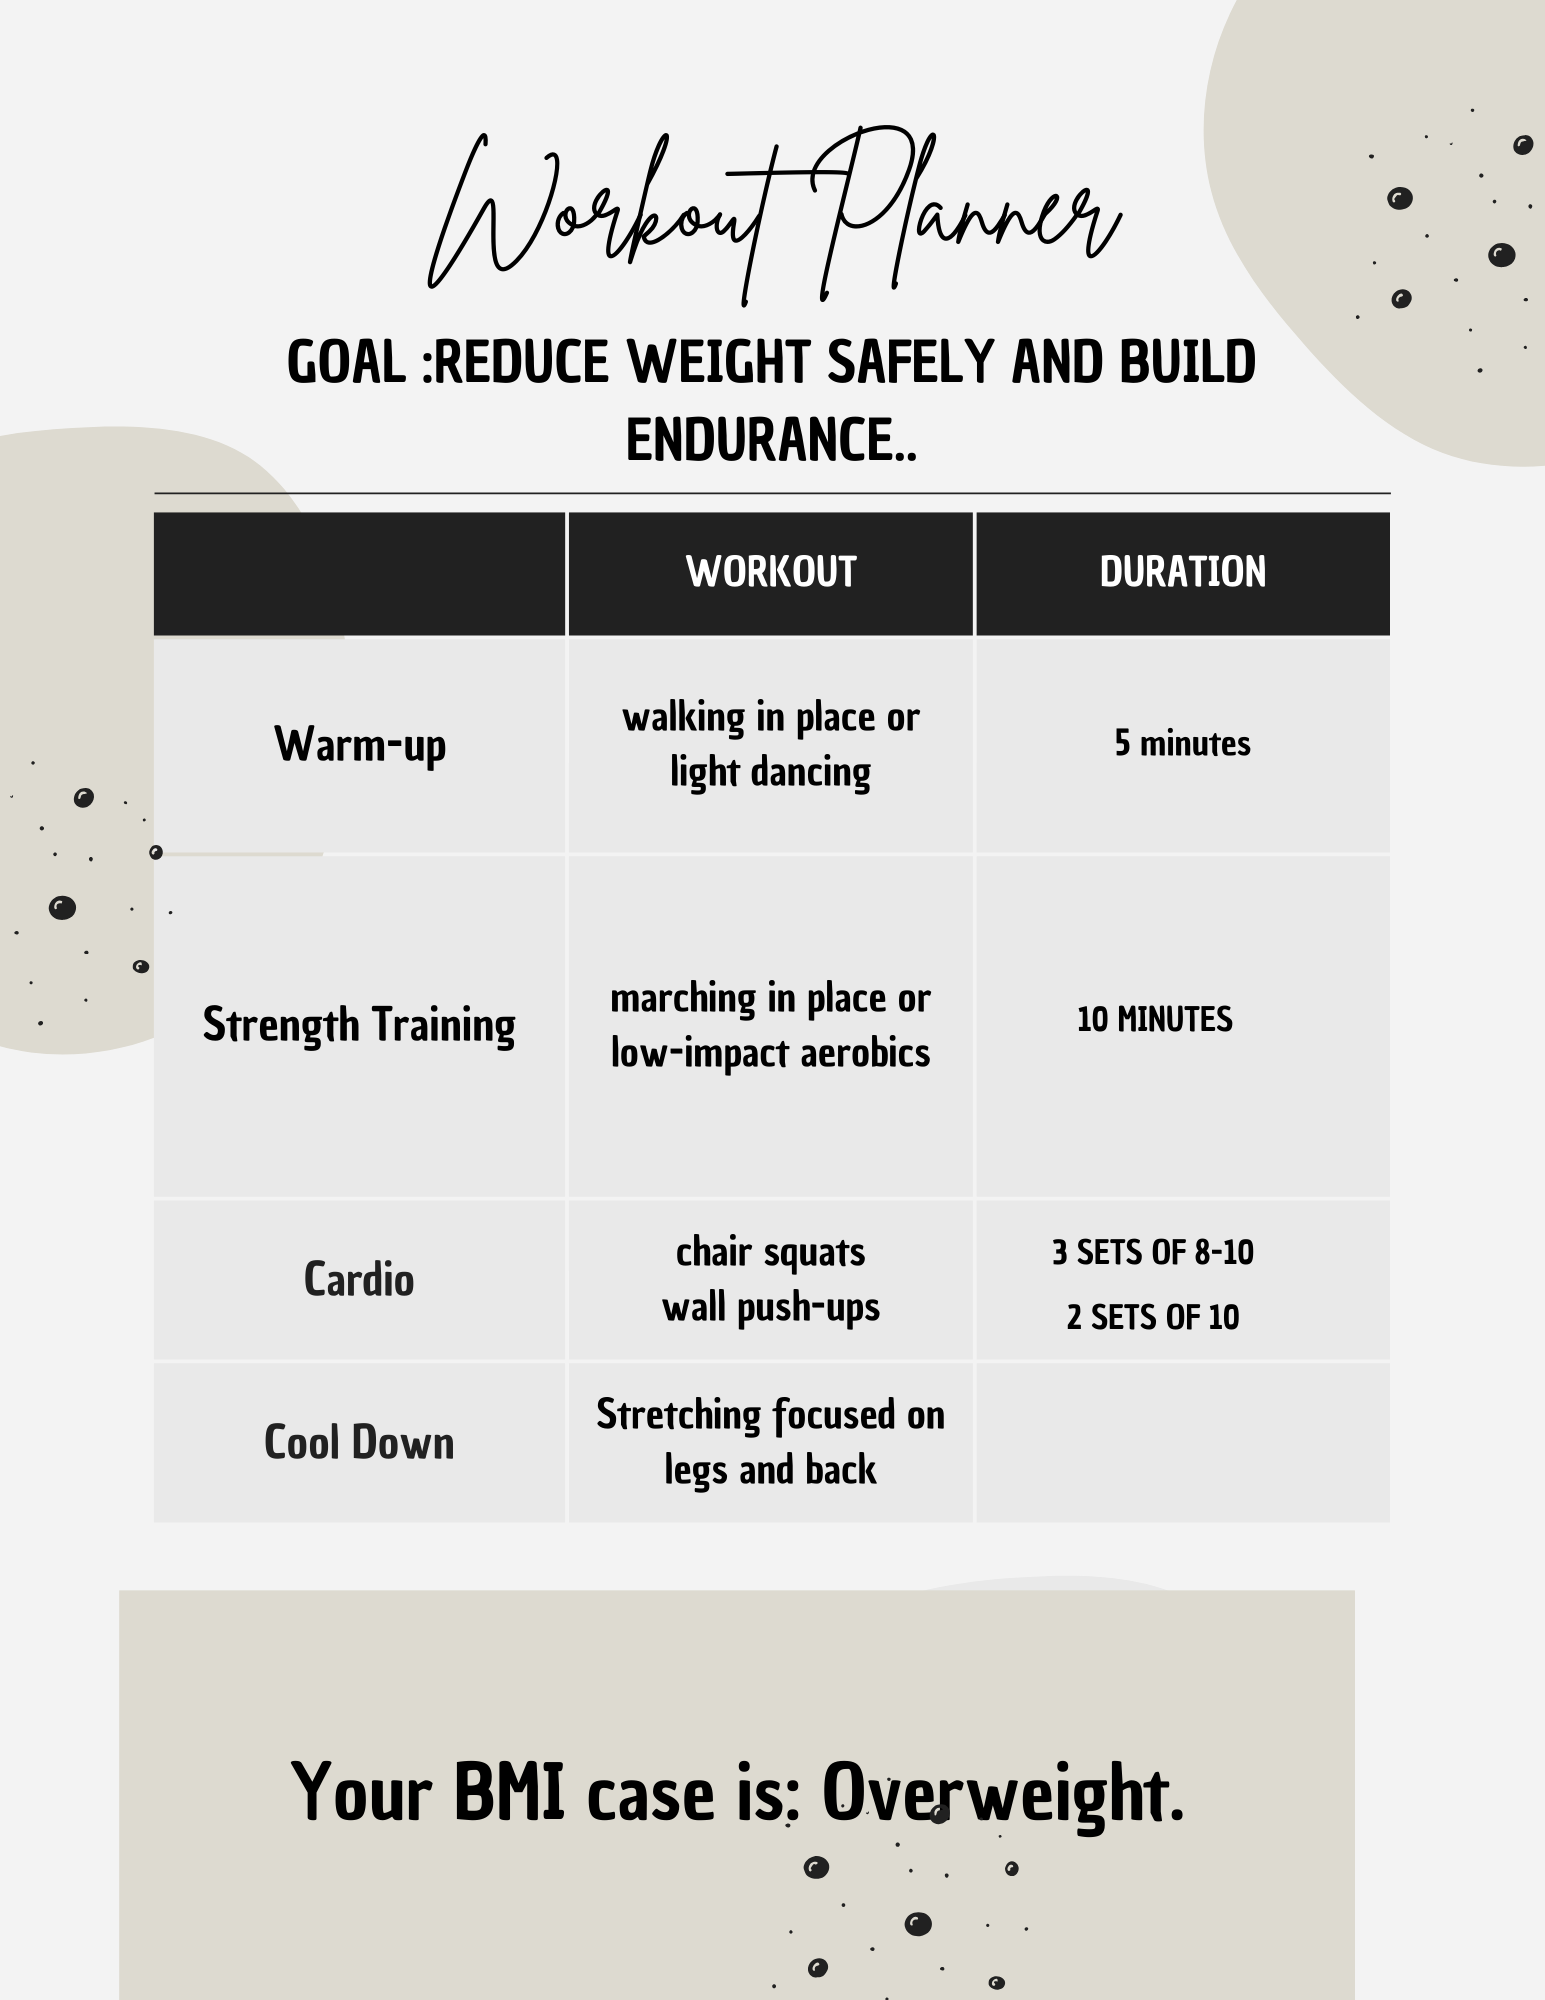 Workout Planner
GOAL :REDUCE WEIGHT SAFELY AND BUILD
ENDURANCE..
WORKOUT
DURATION
Warm-up
walking in place or
light dancing
5 minutes
Strength Training
marching in place or
low-impact aerobics
10 MINUTES
Cardio
chair squats
wall push-ups
3 SETS OF 8-10
2 SETS OF 10
Cool Down
Stretching focused on
legs and back
Your BMI case is: Overweight.